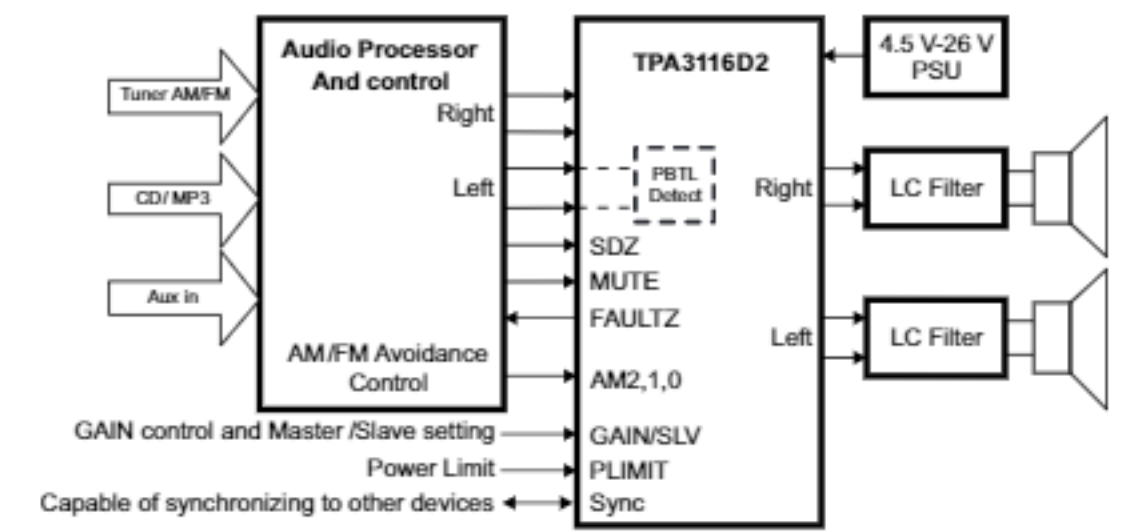 Audio Processor
And control
Tuner AM/FM
CD/ MP3
Aux in
Right
Left
AM/FM Avoidance
Control
TPA3116D2
PBTL
Detect
SDZ
MUTE
FAULTZ
AM2,1,0
GAIN/SLV
PLIMIT
Sync
Right
Left
4.5 V-26 V
PSU
LC Filter
LC Filter
GAIN control and Master /Slave setting
Power Limit
Capable of synchronizing to other devices